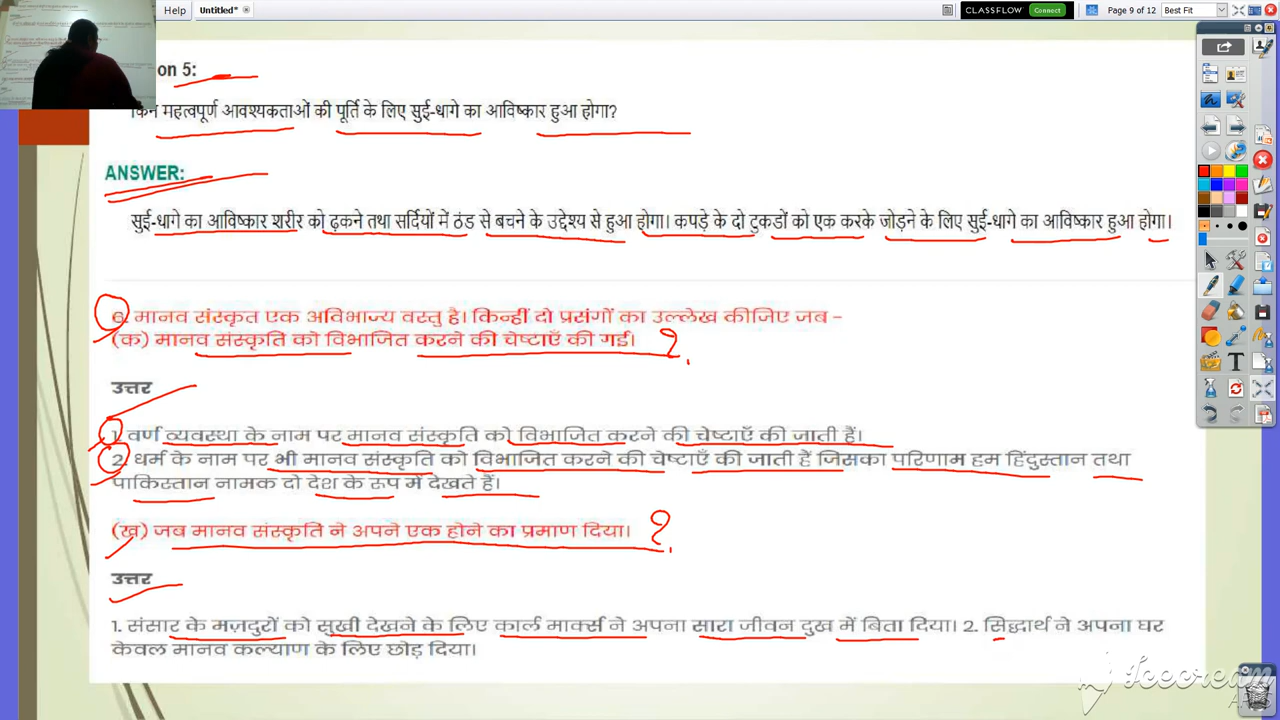 Help Untitled* CLASSFLOW Connect Page 9 of 12 Best Fit
on 5:
किन महत्वपूर्ण आवश्यकताओं की पूर्ति के लिए सुई-धागे का आविष्कार हुआ होगा?
ANSWER:
सुई-धागे का आविष्कार शरीर को ढ़कने तथा सर्दियों में ठंड से बचने के उद्देश्य से हुआ होगा। कपड़े के दो टुकडों को एक करके जोड़ने के लिए सुई-धागे का आविष्कार हुआ होगा।
6. मानव संस्कृत एक अविभाज्य वस्तु है। किन्हीं दो प्रसंगों का उल्लेख कीजिए जब -
(क) मानव संस्कृति को विभाजित करने की चेष्टाएँ की गई। ?
उत्तर
1. वर्ण व्यवस्था के नाम पर मानव संस्कृति को विभाजित करने की चेष्टाएँ की जाती हैं।
2. धर्म के नाम पर भी मानव संस्कृति को विभाजित करने की चेष्टाएँ की जाती हैं जिसका परिणाम हम हिंदुस्तान तथा
पाकिस्तान नामक दो देश के रूप में देखते हैं।
(ख) जब मानव संस्कृति ने अपने एक होने का प्रमाण दिया। ?
उत्तर
1. संसार के मज़दुरों को सुखी देखने के लिए कार्ल मार्क्स ने अपना सारा जीवन दुख में बिता दिया। 2. सिद्धार्थ ने अपना घर
केवल मानव कल्याण के लिए छोड़ दिया।